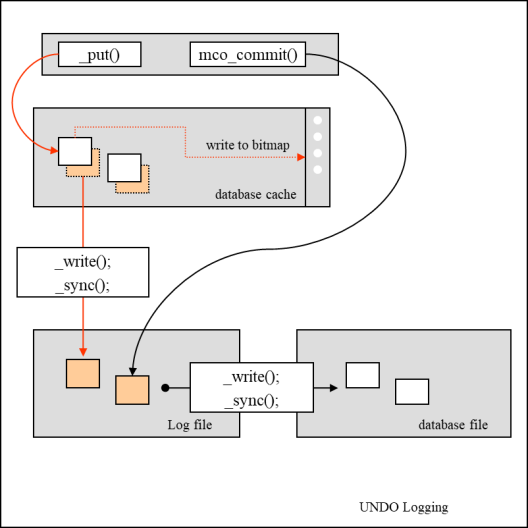 _put()
mco_commit()
write to bitmap
database cache
_write();
_sync();
_write();
_sync();
Log file
database file
UNDO Logging